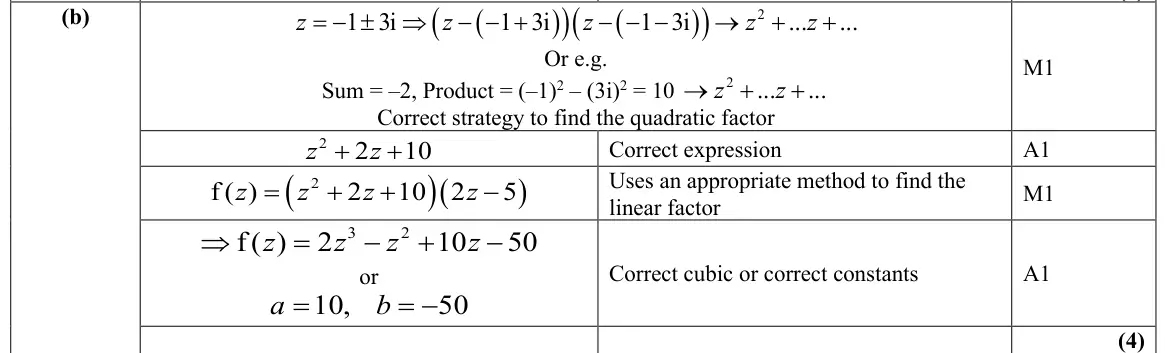 (b)
z = −1 ± 3i ⇒ (z − (−1 + 3i))(z − (−1 − 3i)) → z² + ...z + ...
Or e.g.
Sum = –2, Product = (–1)² – (3i)² = 10 → z² + ...z + ...
Correct strategy to find the quadratic factor
M1
z² + 2z + 10 Correct expression A1
f(z) = (z² + 2z + 10)(2z − 5) Uses an appropriate method to find the
linear factor
M1
⇒ f(z) = 2z³ − z² + 10z − 50
or
a = 10, b = −50
Correct cubic or correct constants A1
(4)